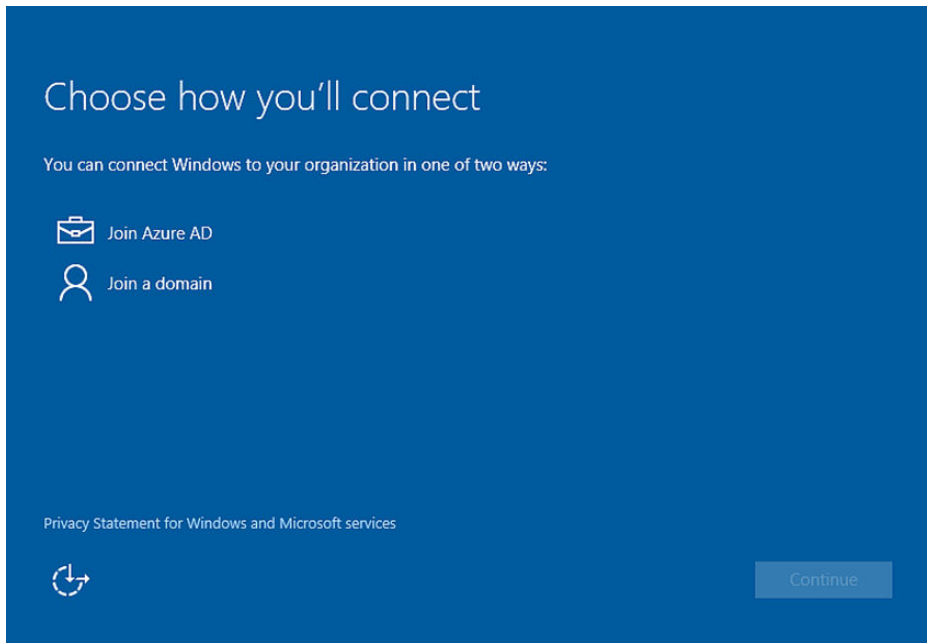 Choose how you'll connect
You can connect Windows to your organization in one of two ways:
Join Azure AD
Join a domain
Privacy Statement for Windows and Microsoft services
Continue